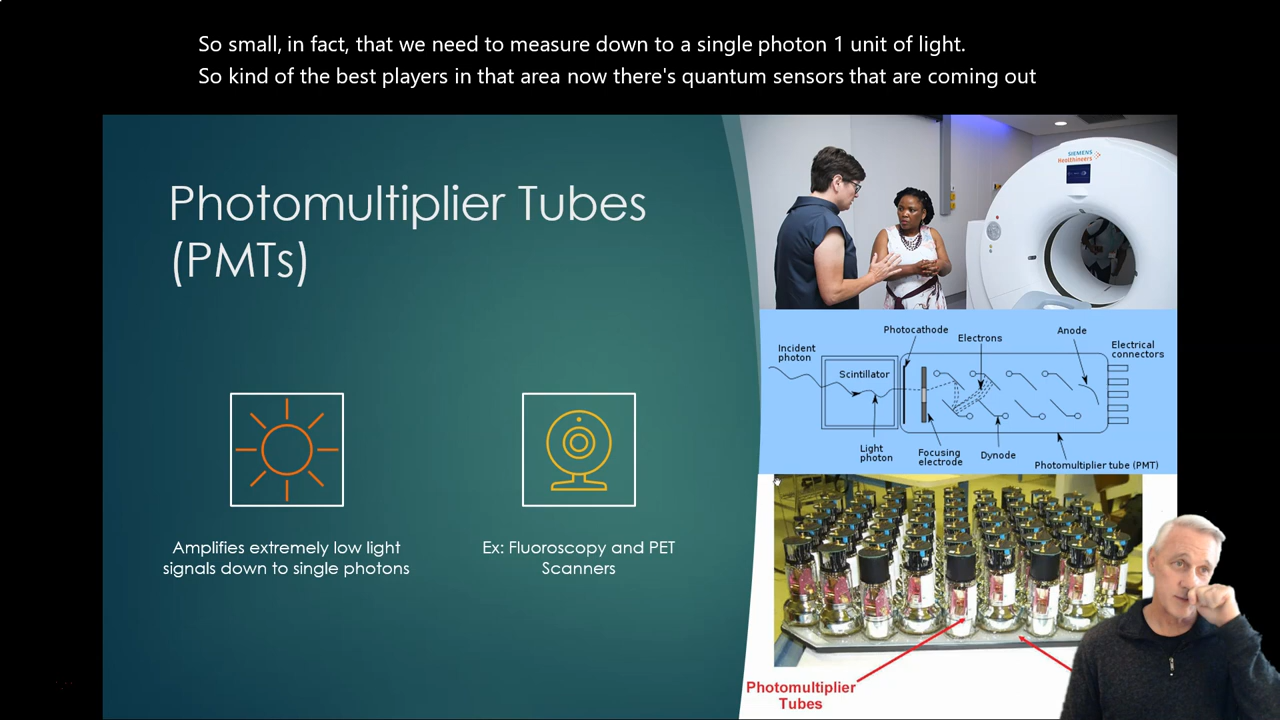 So small, in fact, that we need to measure down to a single photon 1 unit of light.
So kind of the best players in that area now there's quantum sensors that are coming out
Photomultiplier Tubes
(PMTs)
Amplifies extremely low light
signals down to single photons
Ex: Fluoroscopy and PET
Scanners
SIEMENS
Healthineers
Photocathode
Electrons
Anode
Incident
photon
Electrical
connectors
Scintillator
Light
photon
Focusing
electrode
Dynode
Photomultiplier tube (PMT)
Photomultiplier
Tubes